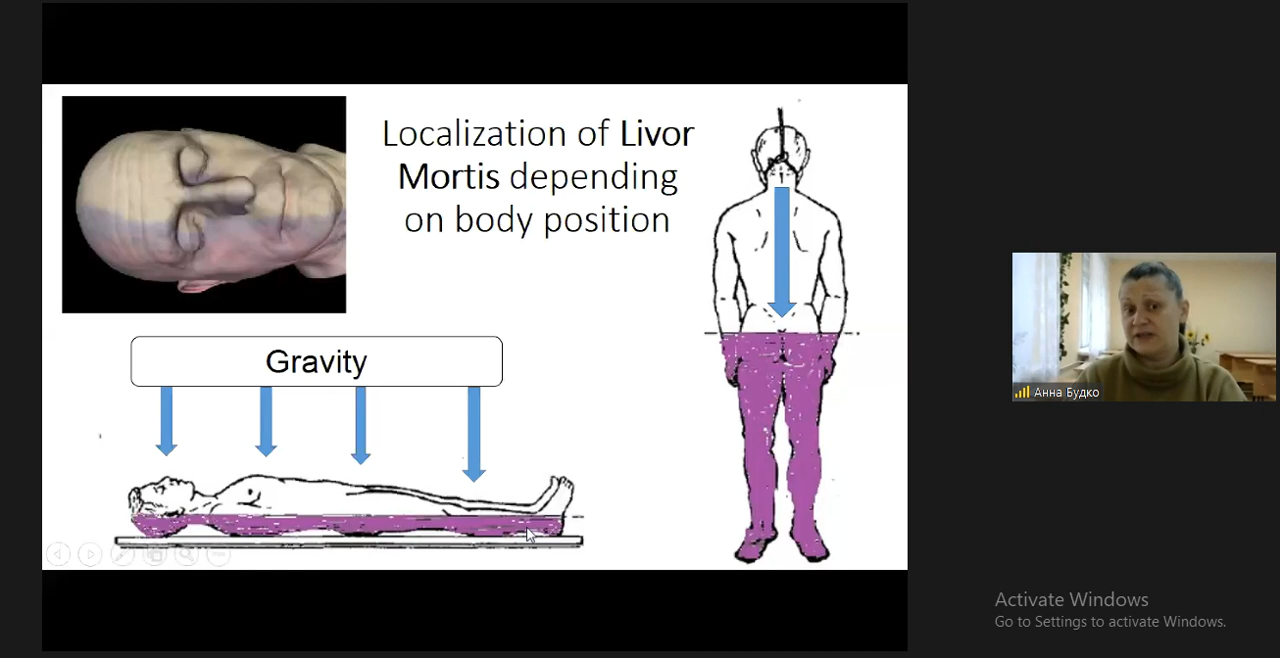 Localization of Livor
Mortis depending
on body position
Gravity
Анна Будко
Activate Windows
Go to Settings to activate Windows.